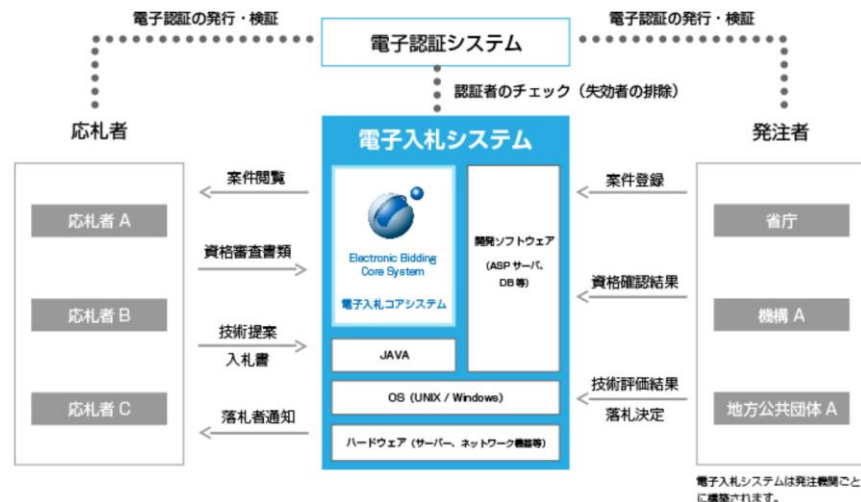 電子認証の発行・検証
電子認証の発行・検証
電子認証システム
認証者のチェック（失効者の排除）
応札者
発注者
電子入札システム
案件閲覧
案件登録
応札者 A
省庁
開発ソフトウェア
(ASP サーバ、
DB 等)
資格審査書類
Electronic Bidding
Core System
資格確認結果
電子入札コアシステム
応札者 B
機構 A
技術提案
入札書
JAVA
技術評価結果
落札決定
OS (UNIX / Windows)
応札者 C
地方公共団体 A
落札者通知
ハードウェア (サーバー、ネットワーク機器等)
電子入札システムは発注機関ごと
に構築されます。